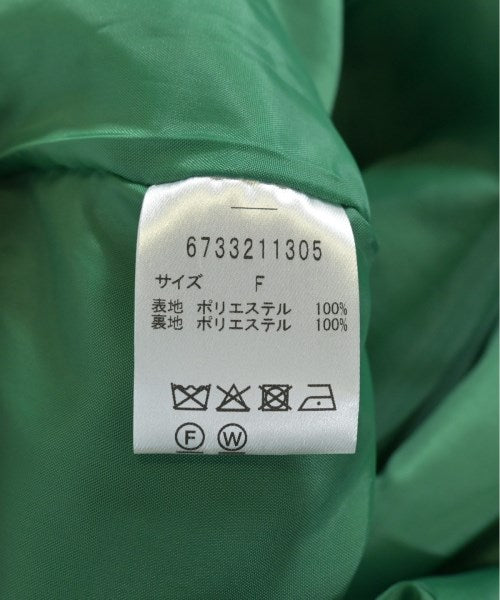 6733211305
サイズ F
表地 ポリエステル 100%
裏地 ポリエステル 100%
F W